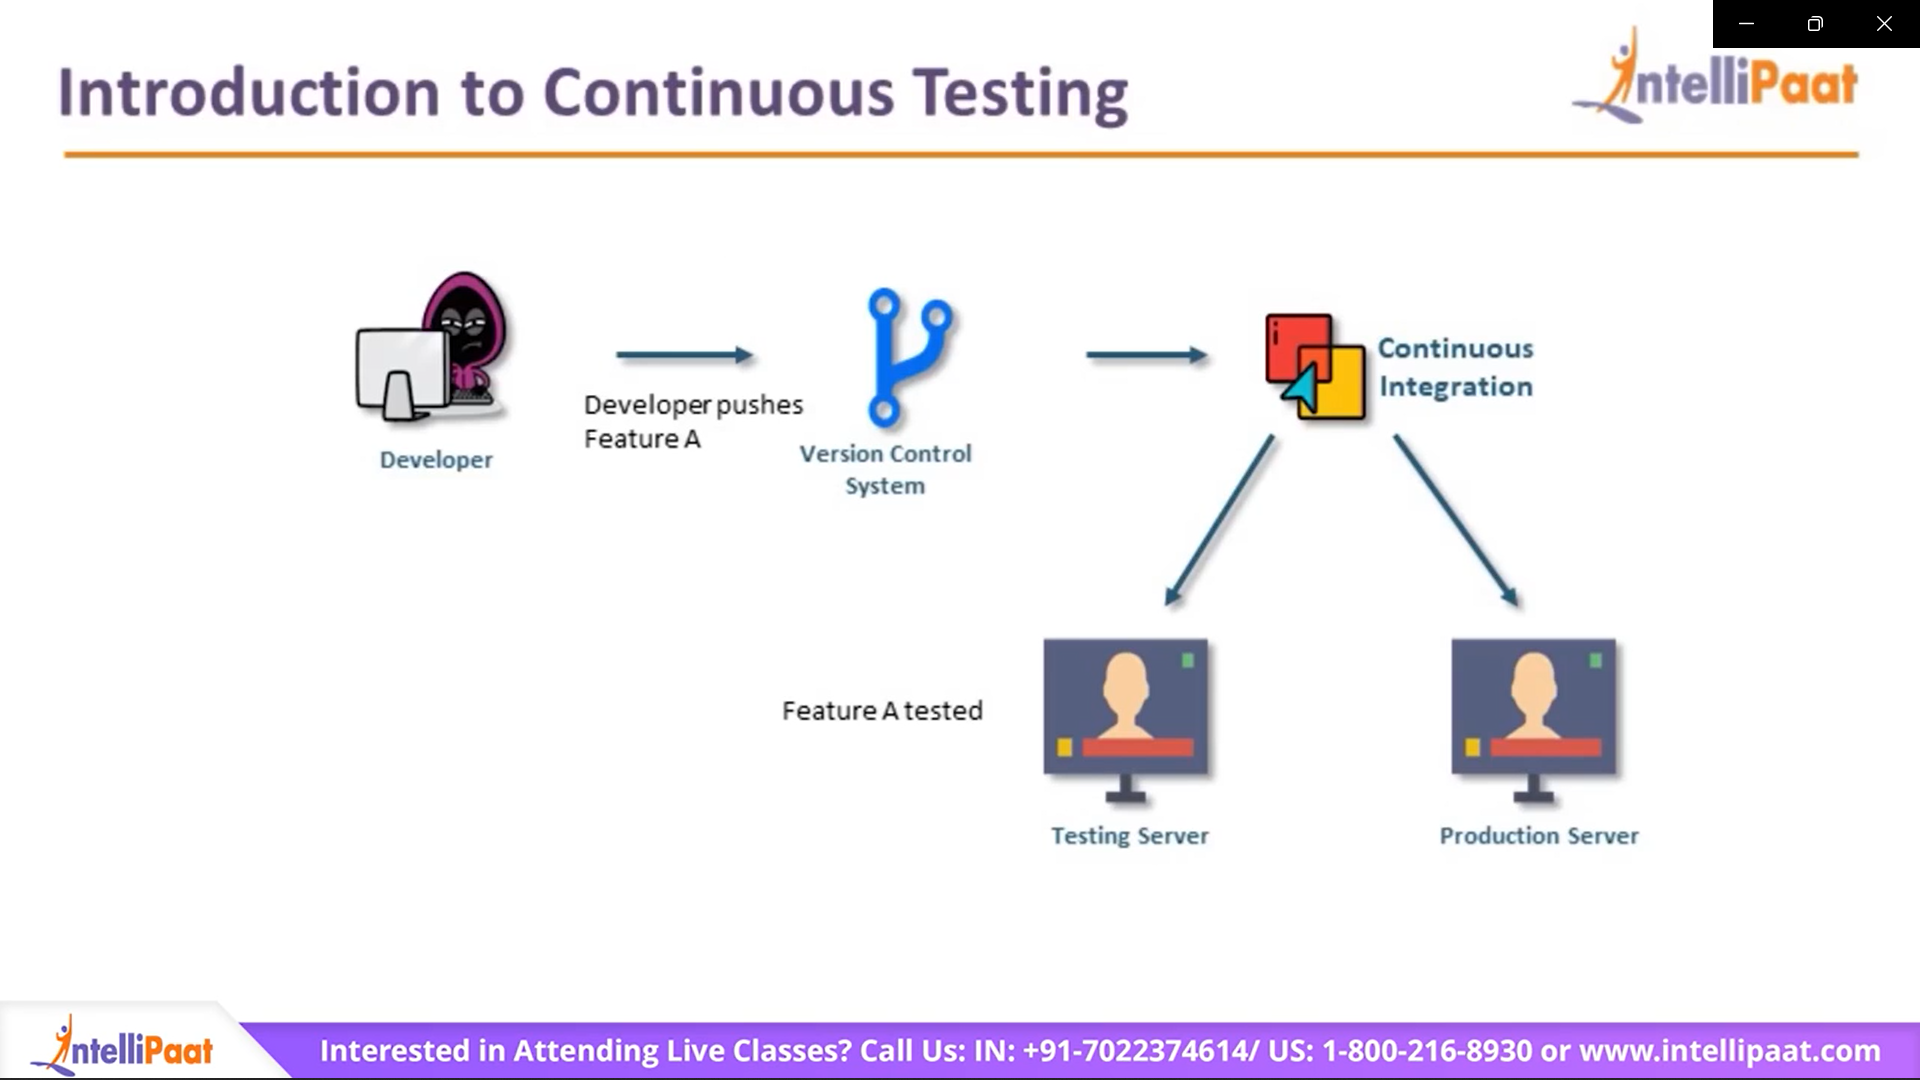 Introduction to Continuous Testing
IntelliPaat
Continuous
Integration
Developer pushes
Feature A
Developer
Version Control
System
Feature A tested
Testing Server
Production Server
IntelliPaat
Interested in Attending Live Classes? Call Us: IN: +91-7022374614/ US: 1-800-216-8930 or www.intellipaat.com